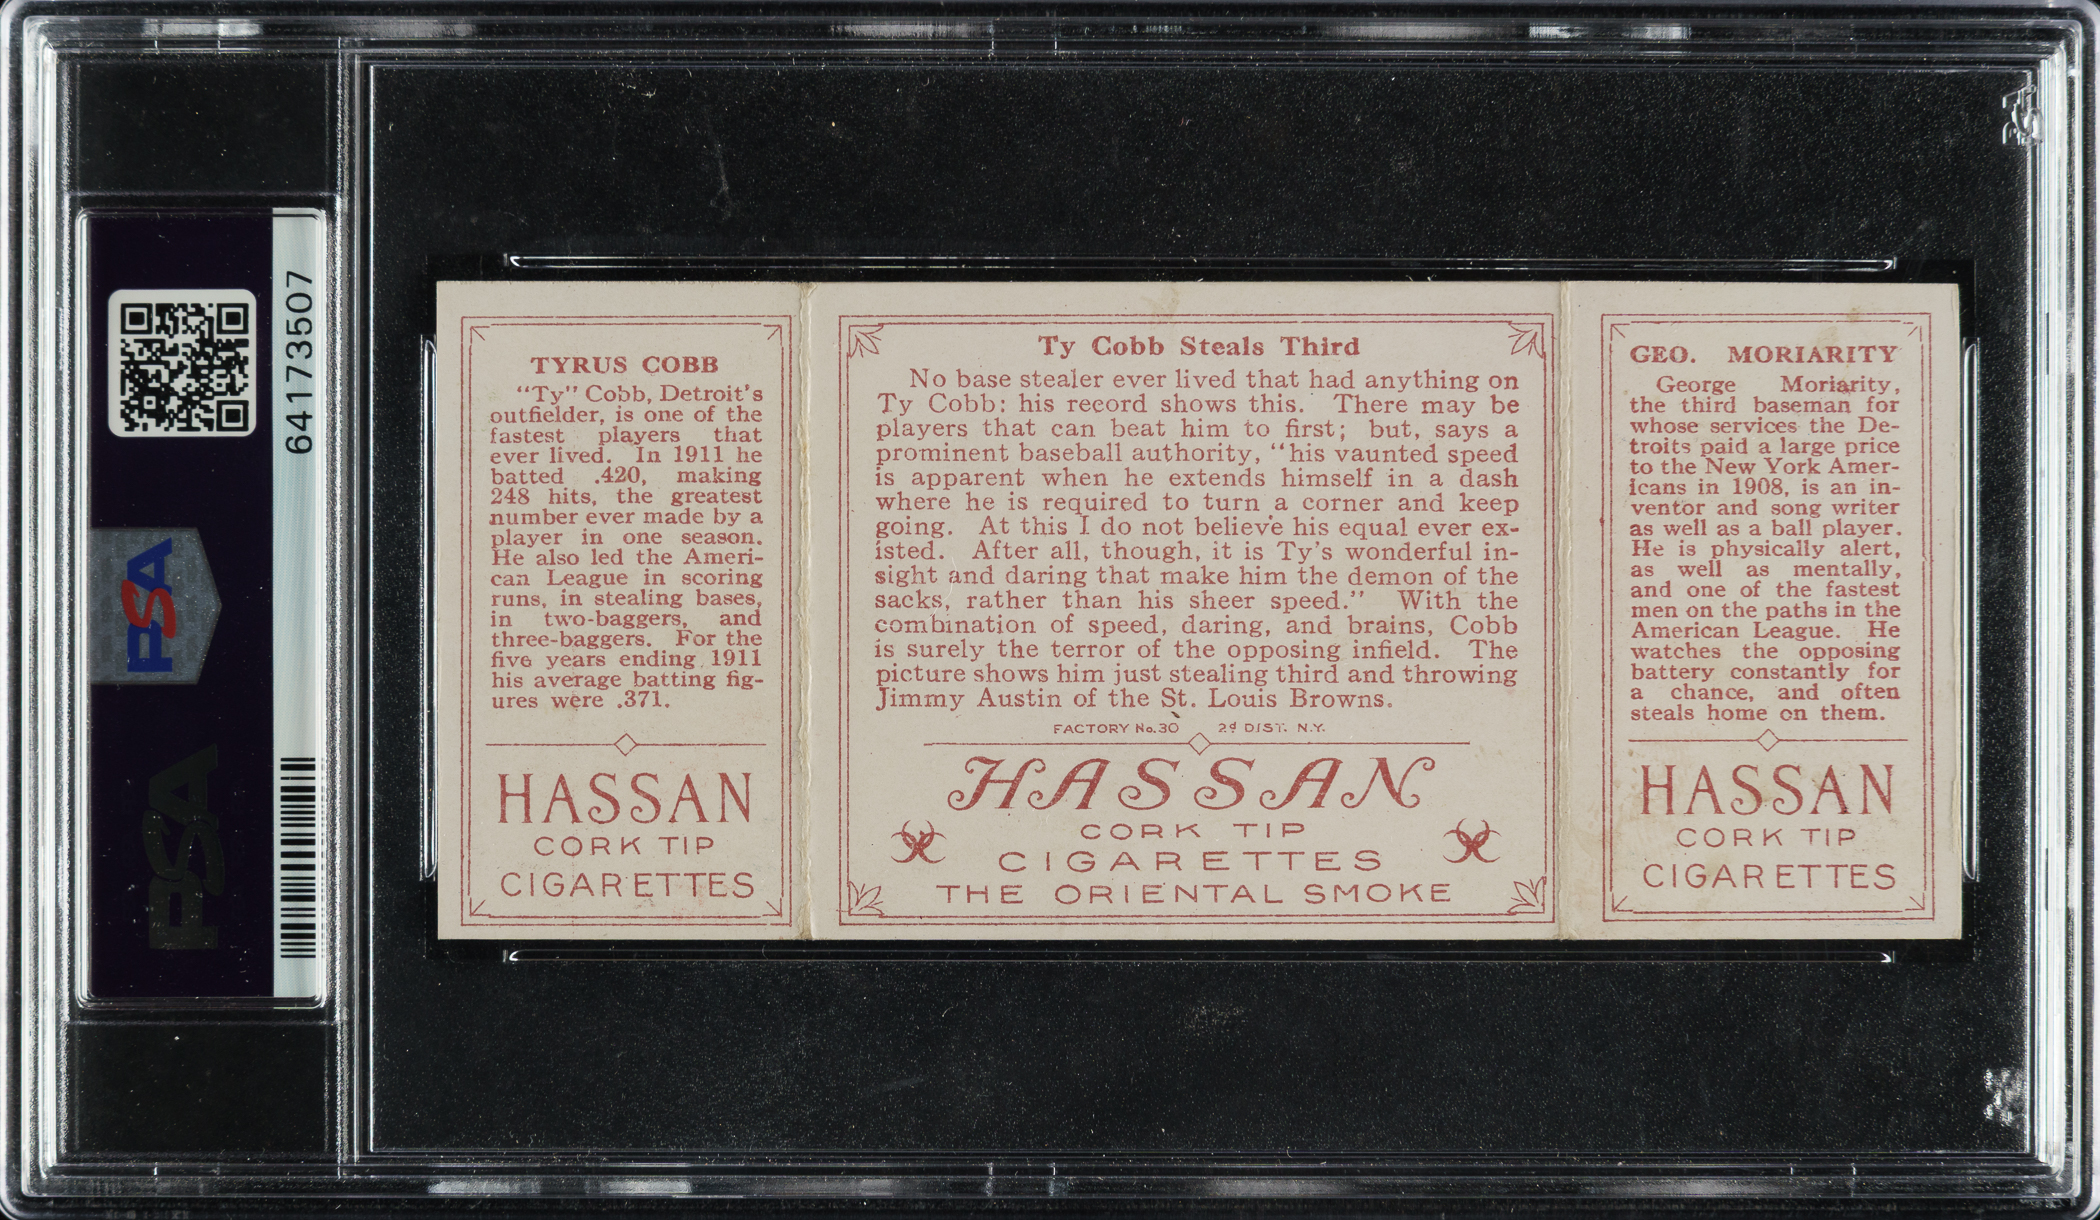 64173507
PSA
PSA
TYRUS COBB
"Ty" Cobb, Detroit's
outfielder, is one of the
fastest players that
ever lived. In 1911 he
batted .420, making
248 hits, the greatest
number ever made by a
player in one season.
He also led the Ameri-
can League in scoring
runs, in stealing bases,
in two-baggers, and
three-baggers. For the
five years ending 1911
his average batting fig-
ures were .371.
HASSAN
CORK TIP
CIGARETTES
Ty Cobb Steals Third
No base stealer ever lived that had anything on
Ty Cobb; his record shows this. There may be
players that can beat him to first; but, says a
prominent baseball authority, "his vaunted speed
is apparent when he extends himself in a dash
where he is required to turn a corner and keep
going. At this I do not believe his equal ever ex-
isted. After all, though, it is Ty's wonderful in-
sight and daring that make him the demon of the
sacks, rather than his sheer speed." With the
combination of speed, daring, and brains, Cobb
is surely the terror of the opposing infield. The
picture shows him just stealing third and throwing
Jimmy Austin of the St. Louis Browns.
FACTORY No. 30 2d DIST. N.Y.
HASSAN
CORK TIP
CIGARETTES
THE ORIENTAL SMOKE
GEO. MORIARITY
George Moriarity,
the third baseman for
whose services the De-
troits paid a large price
to the New York Amer-
icans in 1908, is an in-
ventor and song writer
as well as a ball player.
He is physically alert,
as well as mentally,
and one of the fastest
men on the paths in the
American League. He
watches the opposing
battery constantly for
a chance, and often
steals home on them.
HASSAN
CORK TIP
CIGARETTES
PSA